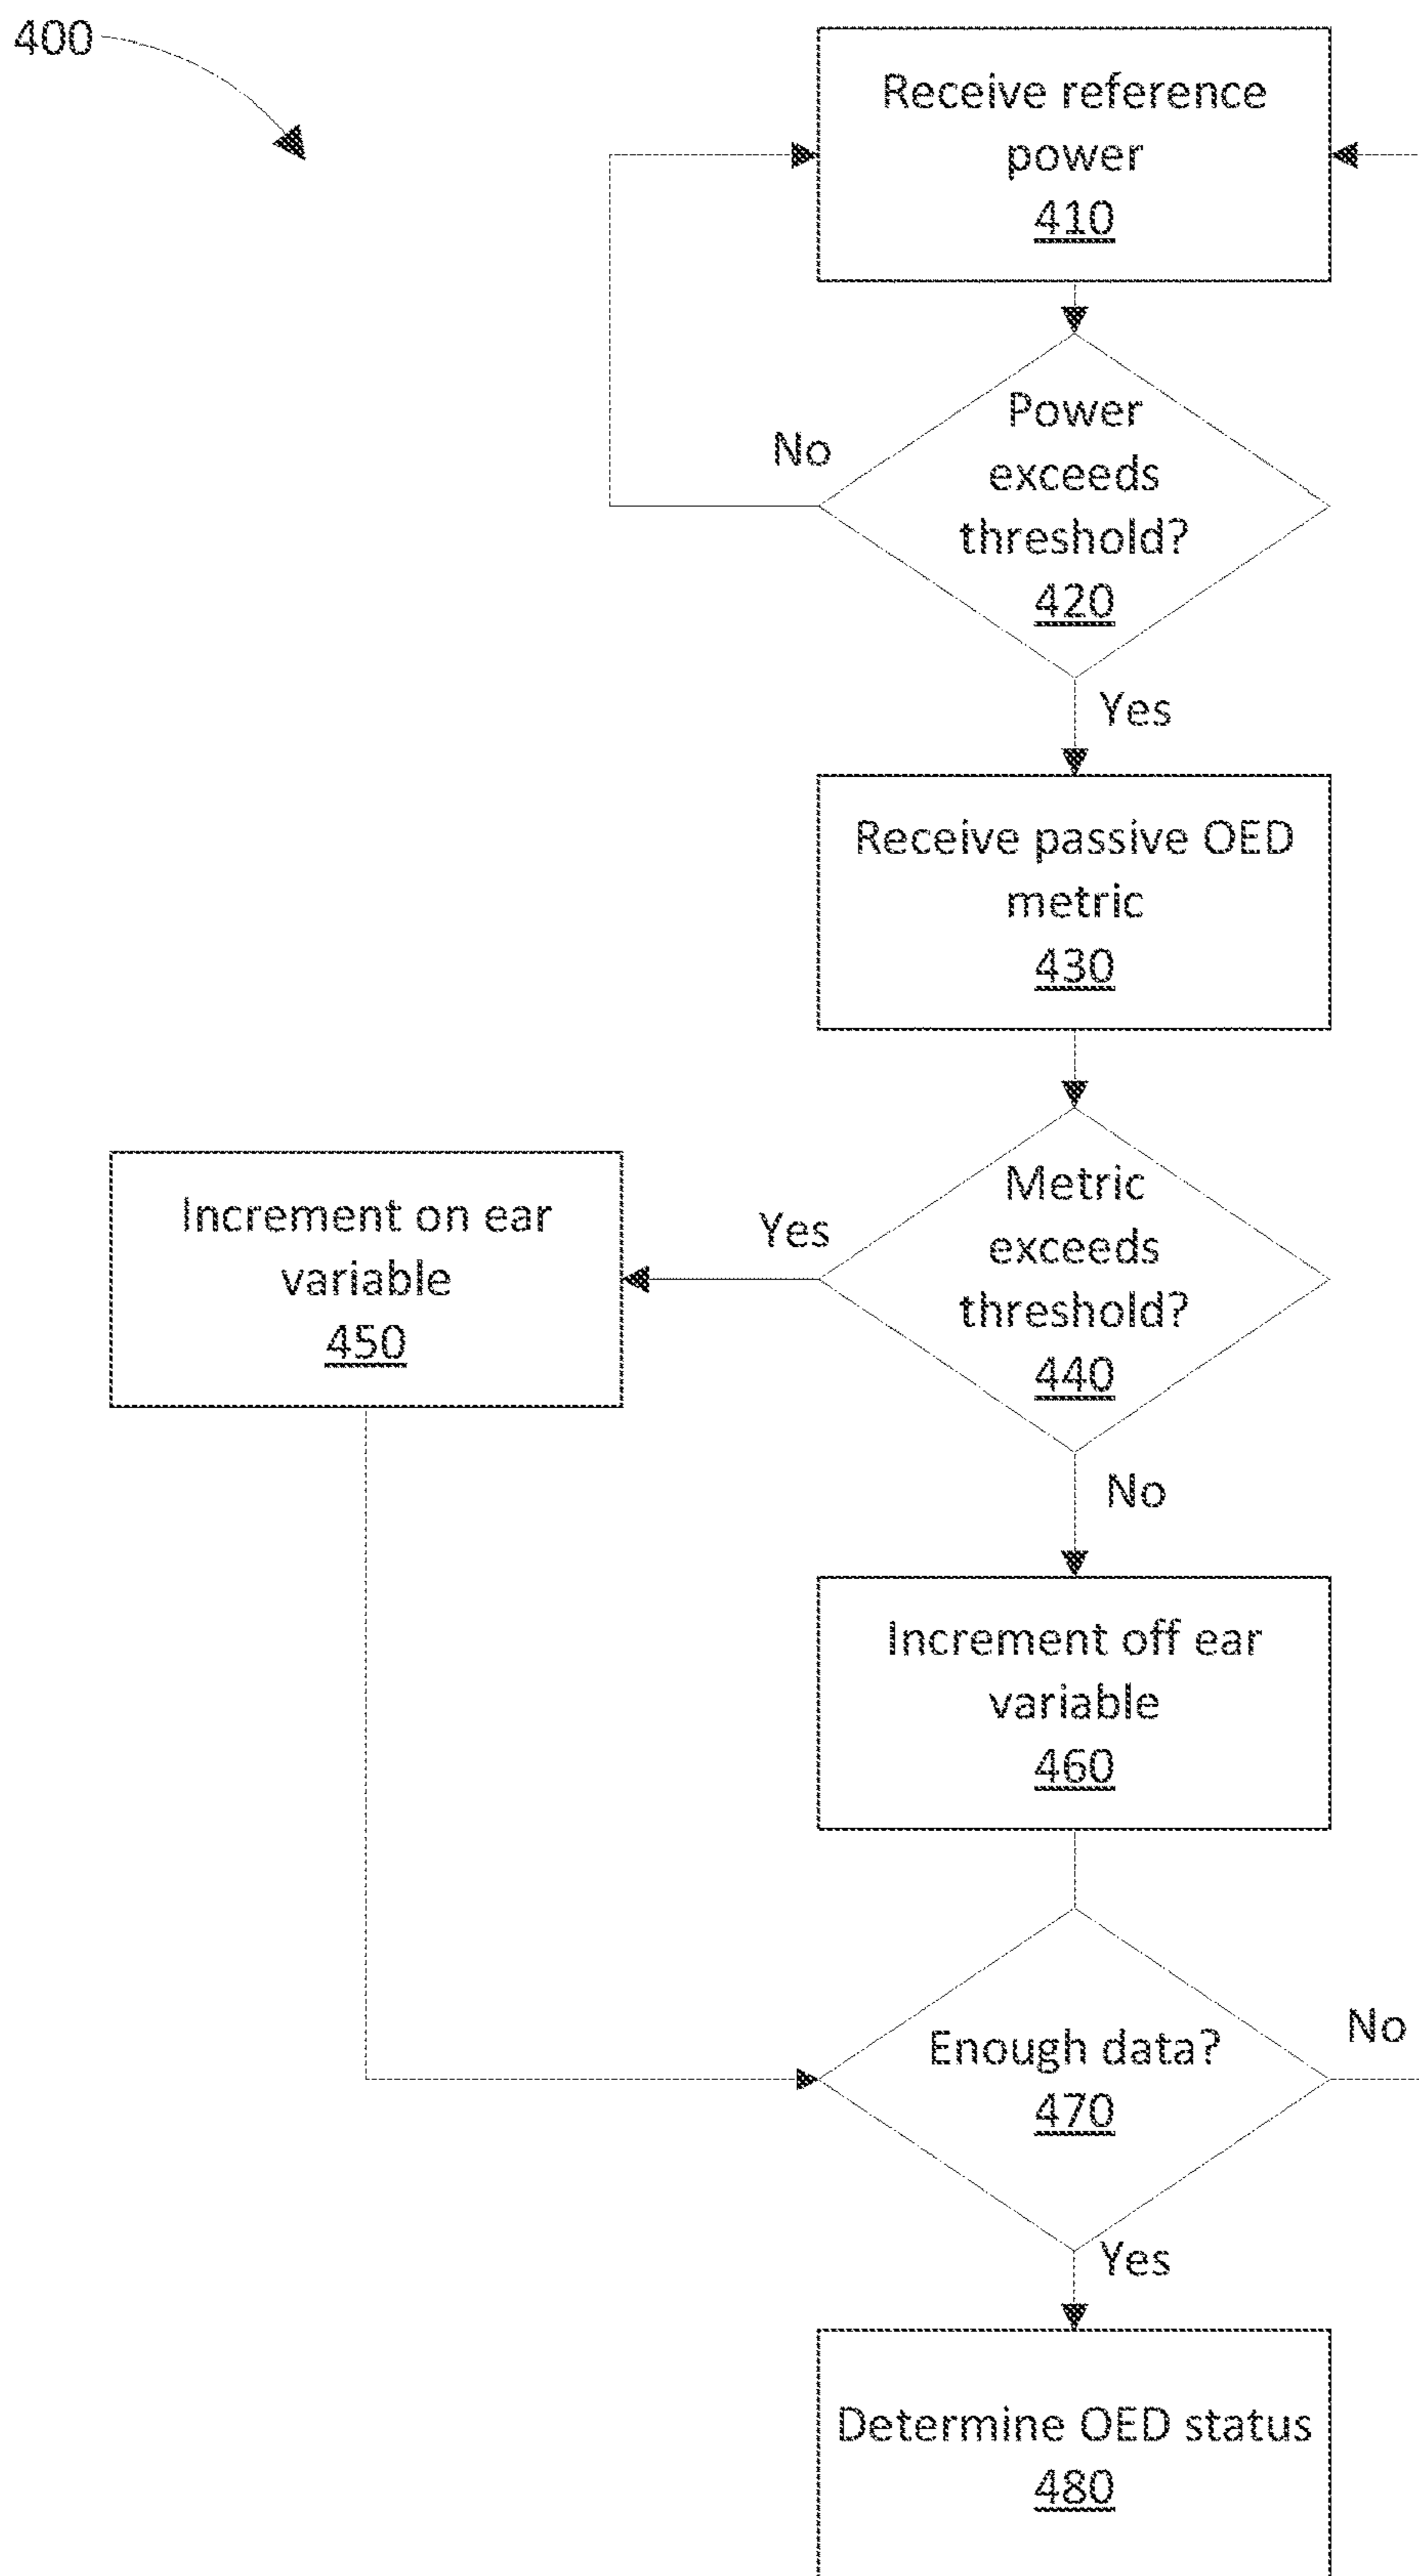 400
Receive reference
power
410
Power
exceeds
threshold?
420
No
Yes
Receive passive OED
metric
430
Metric
exceeds
threshold?
440
Yes
Increment on ear
variable
450
No
Increment off ear
variable
460
Enough data?
470
No
Yes
Determine OED status
480